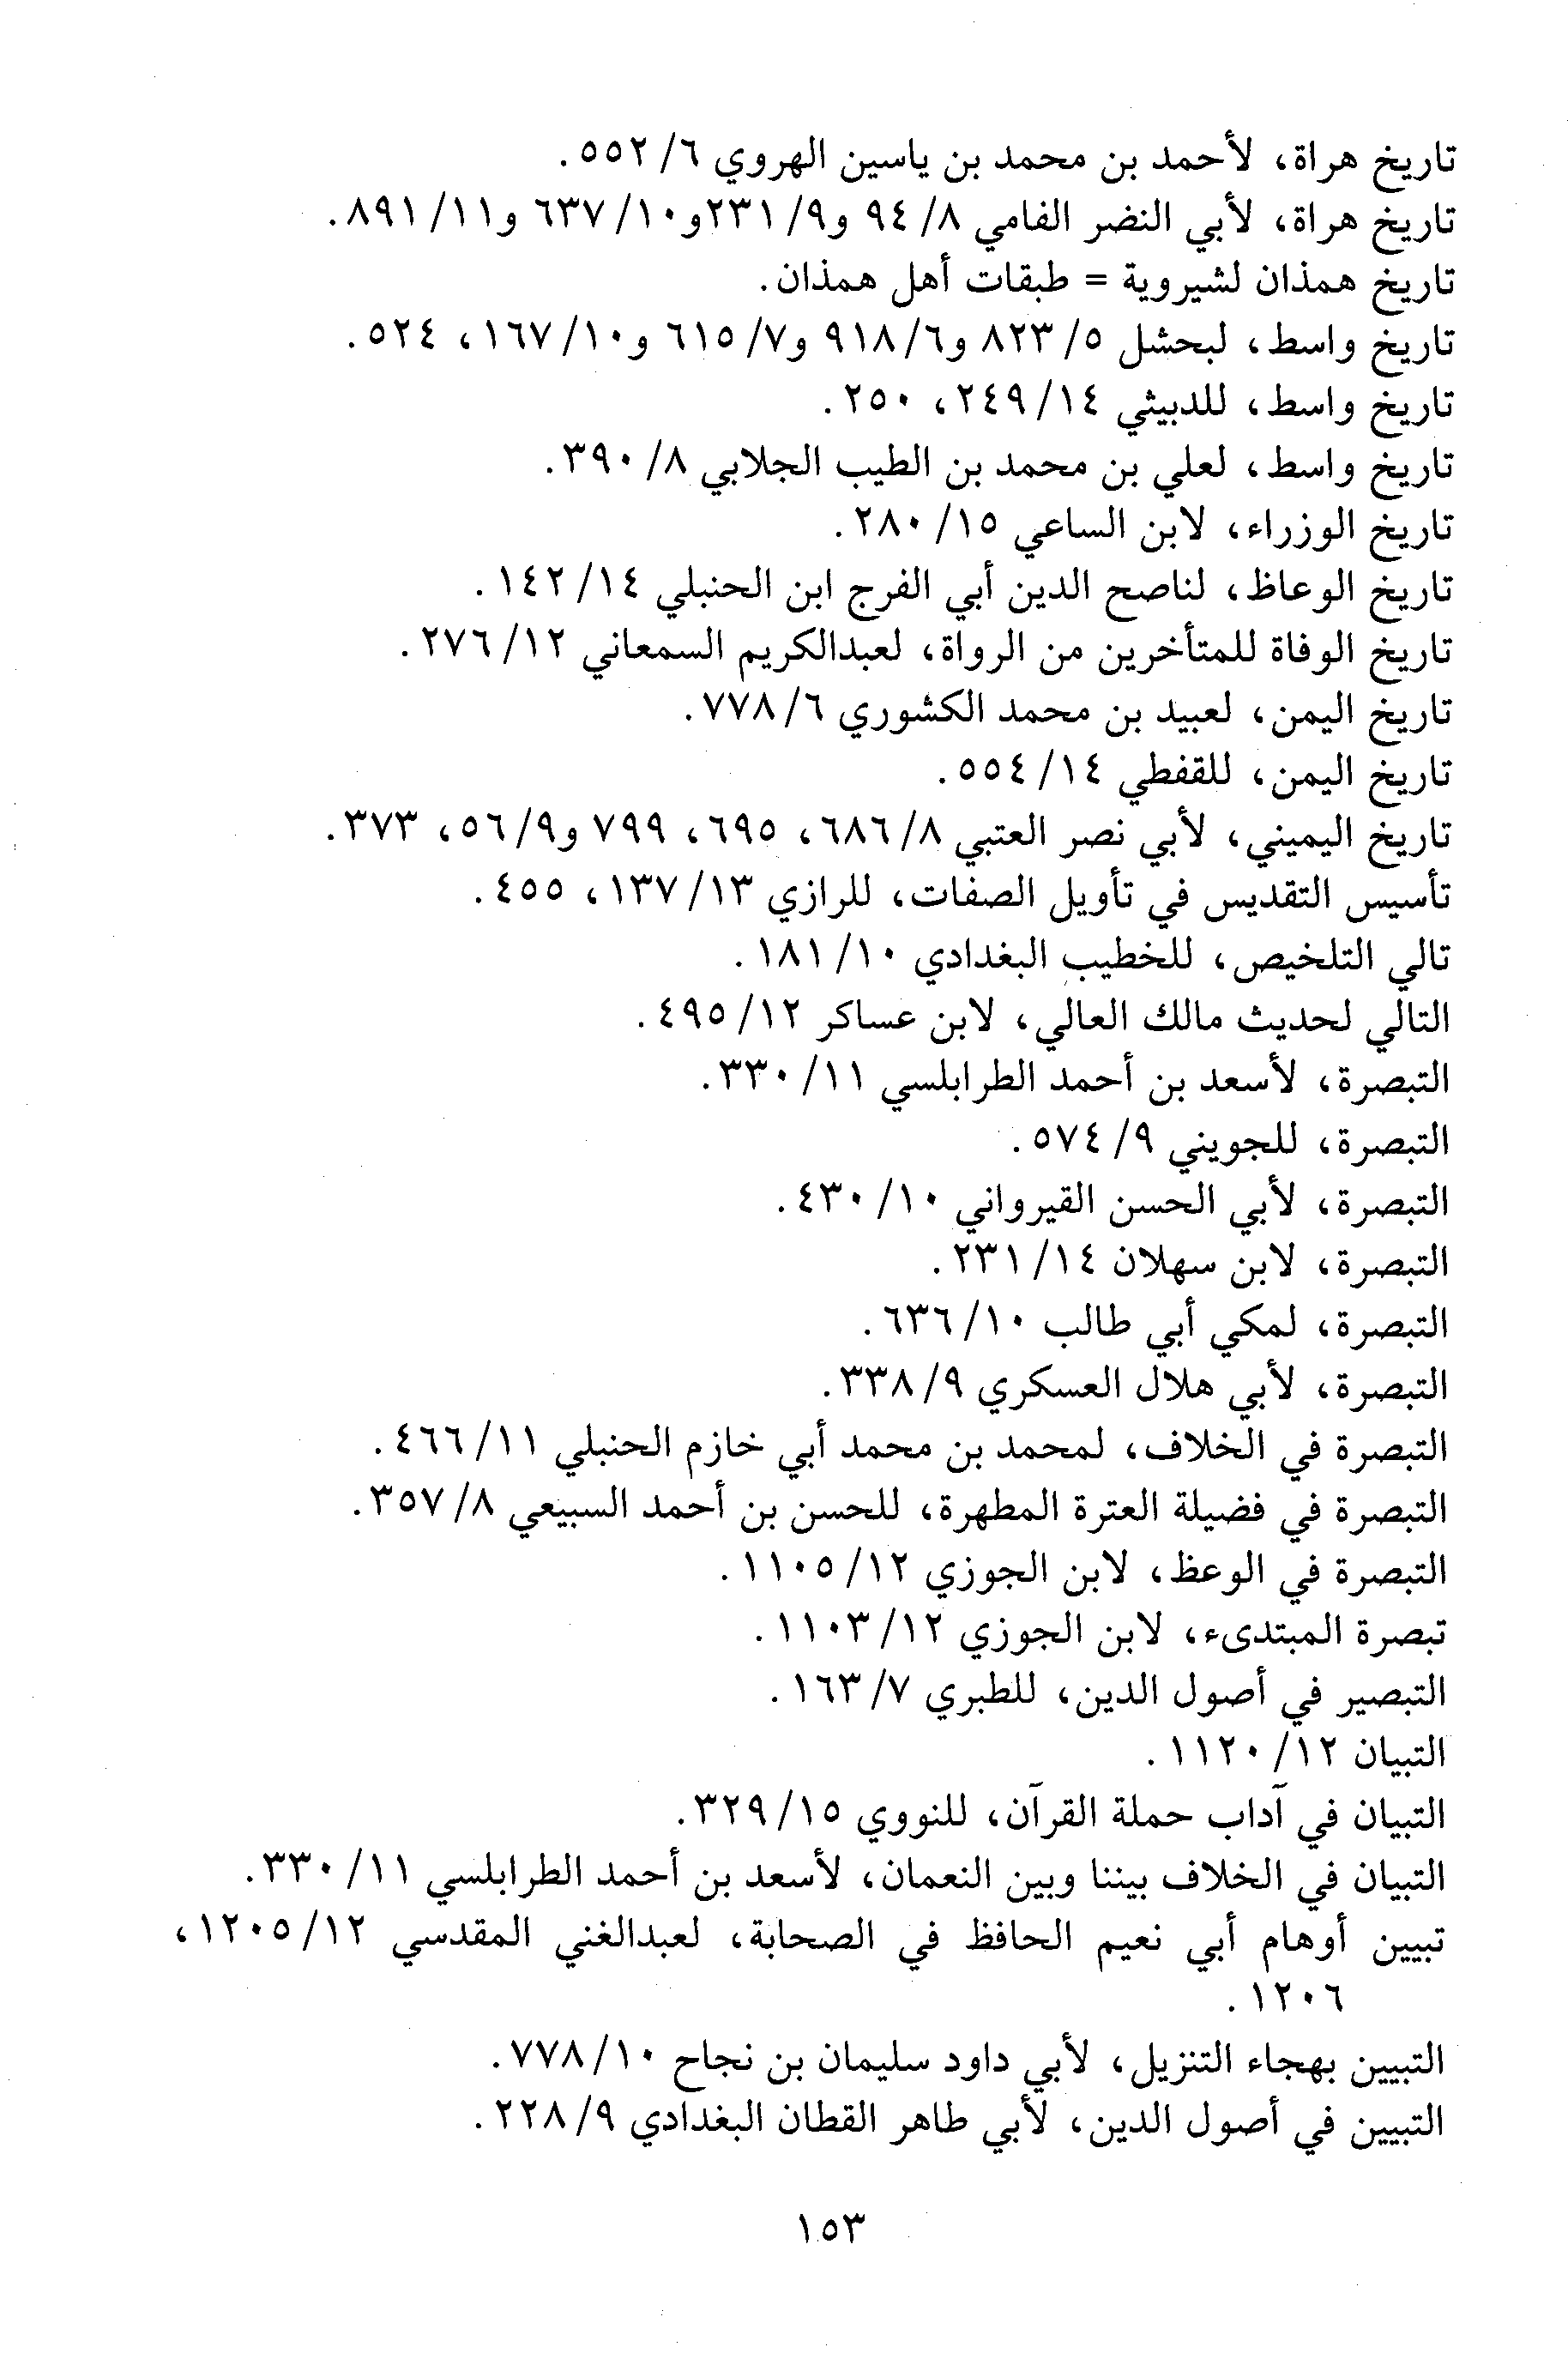 تاريخ هراة، لأحمد بن محمد بن ياسين الهروي ٦/ ٥٥٢.
تاريخ هراة، لأبي النضر الفامي ٨/ ٩٤ و٩/ ٢٣١و١٠/ ٦٣٧ و١١/ ٨٩١.
تاريخ همذان لشيروية = طبقات أهل همذان.
تاريخ واسط، لبحشل ٥/ ٨٢٣ و٦/ ٩١٨ و٧/ ٦١٥ و١٠/ ١٦٧، ٥٢٤.
تاريخ واسط، للدبيثي ١٤/ ٢٤٩، ٢٥٠.
تاريخ واسط، لعلي بن محمد بن الطيب الجلابي ٨/ ٣٩٠.
تاريخ الوزراء، لابن الساعي ١٥/ ٢٨٠.
تاريخ الوعاظ، لناصح الدين أبي الفرج ابن الحنبلي ١٤/ ١٤٢.
تاريخ الوفاة للمتأخرين من الرواة، لعبدالكريم السمعاني ١٢/ ٢٧٦.
تاريخ اليمن، لعبيد بن محمد الكشوري ٦/ ٧٧٨.
تاريخ اليمن، للقفطي ١٤/ ٥٥٤.
تاريخ اليميني، لأبي نصر العتبي ٨/ ٦٨٦، ٦٩٥، ٧٩٩ و٩/ ٥٦، ٣٧٣.
تأسيس التقديس في تأويل الصفات، للرازي ١٣/ ١٣٧، ٤٥٥.
تالي التلخيص، للخطيب البغدادي ١٠/ ١٨١.
التالي لحديث مالك العالي، لابن عساكر ١٢/ ٤٩٥.
التبصرة، لأسعد بن أحمد الطرابلسي ١١/ ٣٣٠.
التبصرة، للجويني ٩/ ٥٧٤.
التبصرة، لأبي الحسن القيرواني ١٠/ ٤٣٠.
التبصرة، لابن سهلان ١٤/ ٢٣١.
التبصرة، لمكي أبي طالب ١٠/ ٦٣٦.
التبصرة، لأبي هلال العسكري ٩/ ٣٣٨.
التبصرة في الخلاف، لمحمد بن محمد أبي خازم الحنبلي ١١/ ٤٦٦.
التبصرة في فضيلة العترة المطهرة، للحسن بن أحمد السبيعي ٨/ ٣٥٧.
التبصرة في الوعظ، لابن الجوزي ١٢/ ١١٠٥.
تبصرة المبتدىء، لابن الجوزي ١٢/ ١١٠٣.
التبصير في أصول الدين، للطبري ٧/ ١٦٣.
التبيان ١٢/ ١١٢٠.
التبيان في آداب حملة القرآن، للنووي ١٥/ ٣٢٩.
التبيان في الخلاف بيننا وبين النعمان، لأسعد بن أحمد الطرابلسي ١١/ ٣٣٠.
تبيين أوهام أبي نعيم الحافظ في الصحابة، لعبدالغني المقدسي ١٢/ ١٢٠٥،
١٢٠٦.
التبيين بهجاء التنزيل، لأبي داود سليمان بن نجاح ١٠/ ٧٧٨.
التبيين في أصول الدين، لأبي طاهر القطان البغدادي ٩/ ٢٢٨.
١٥٣